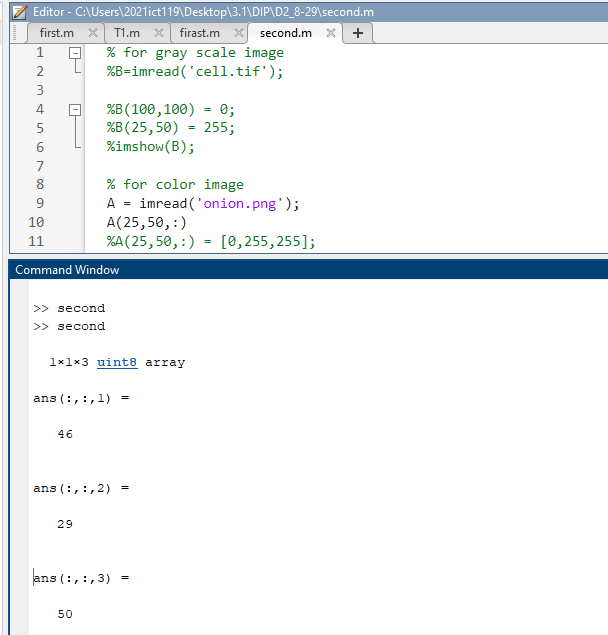 Editor - C:\Users\2021ict119\Desktop\3.1\DIP\D2_8-29\second.m
first.m × T1.m × firast.m × second.m × +
1 % for gray scale image
2 %B=imread('cell.tif');
3
4 %B(100,100) = 0;
5 %B(25,50) = 255;
6 %imshow(B);
7
8 % for color image
9 A = imread('onion.png');
10 A(25,50,:)
11 %A(25,50,:) = [0,255,255];
Command Window
>> second
>> second
1×1×3 uint8 array
ans(:,:,1) =
46
ans(:,:,2) =
29
ans(:,:,3) =
50